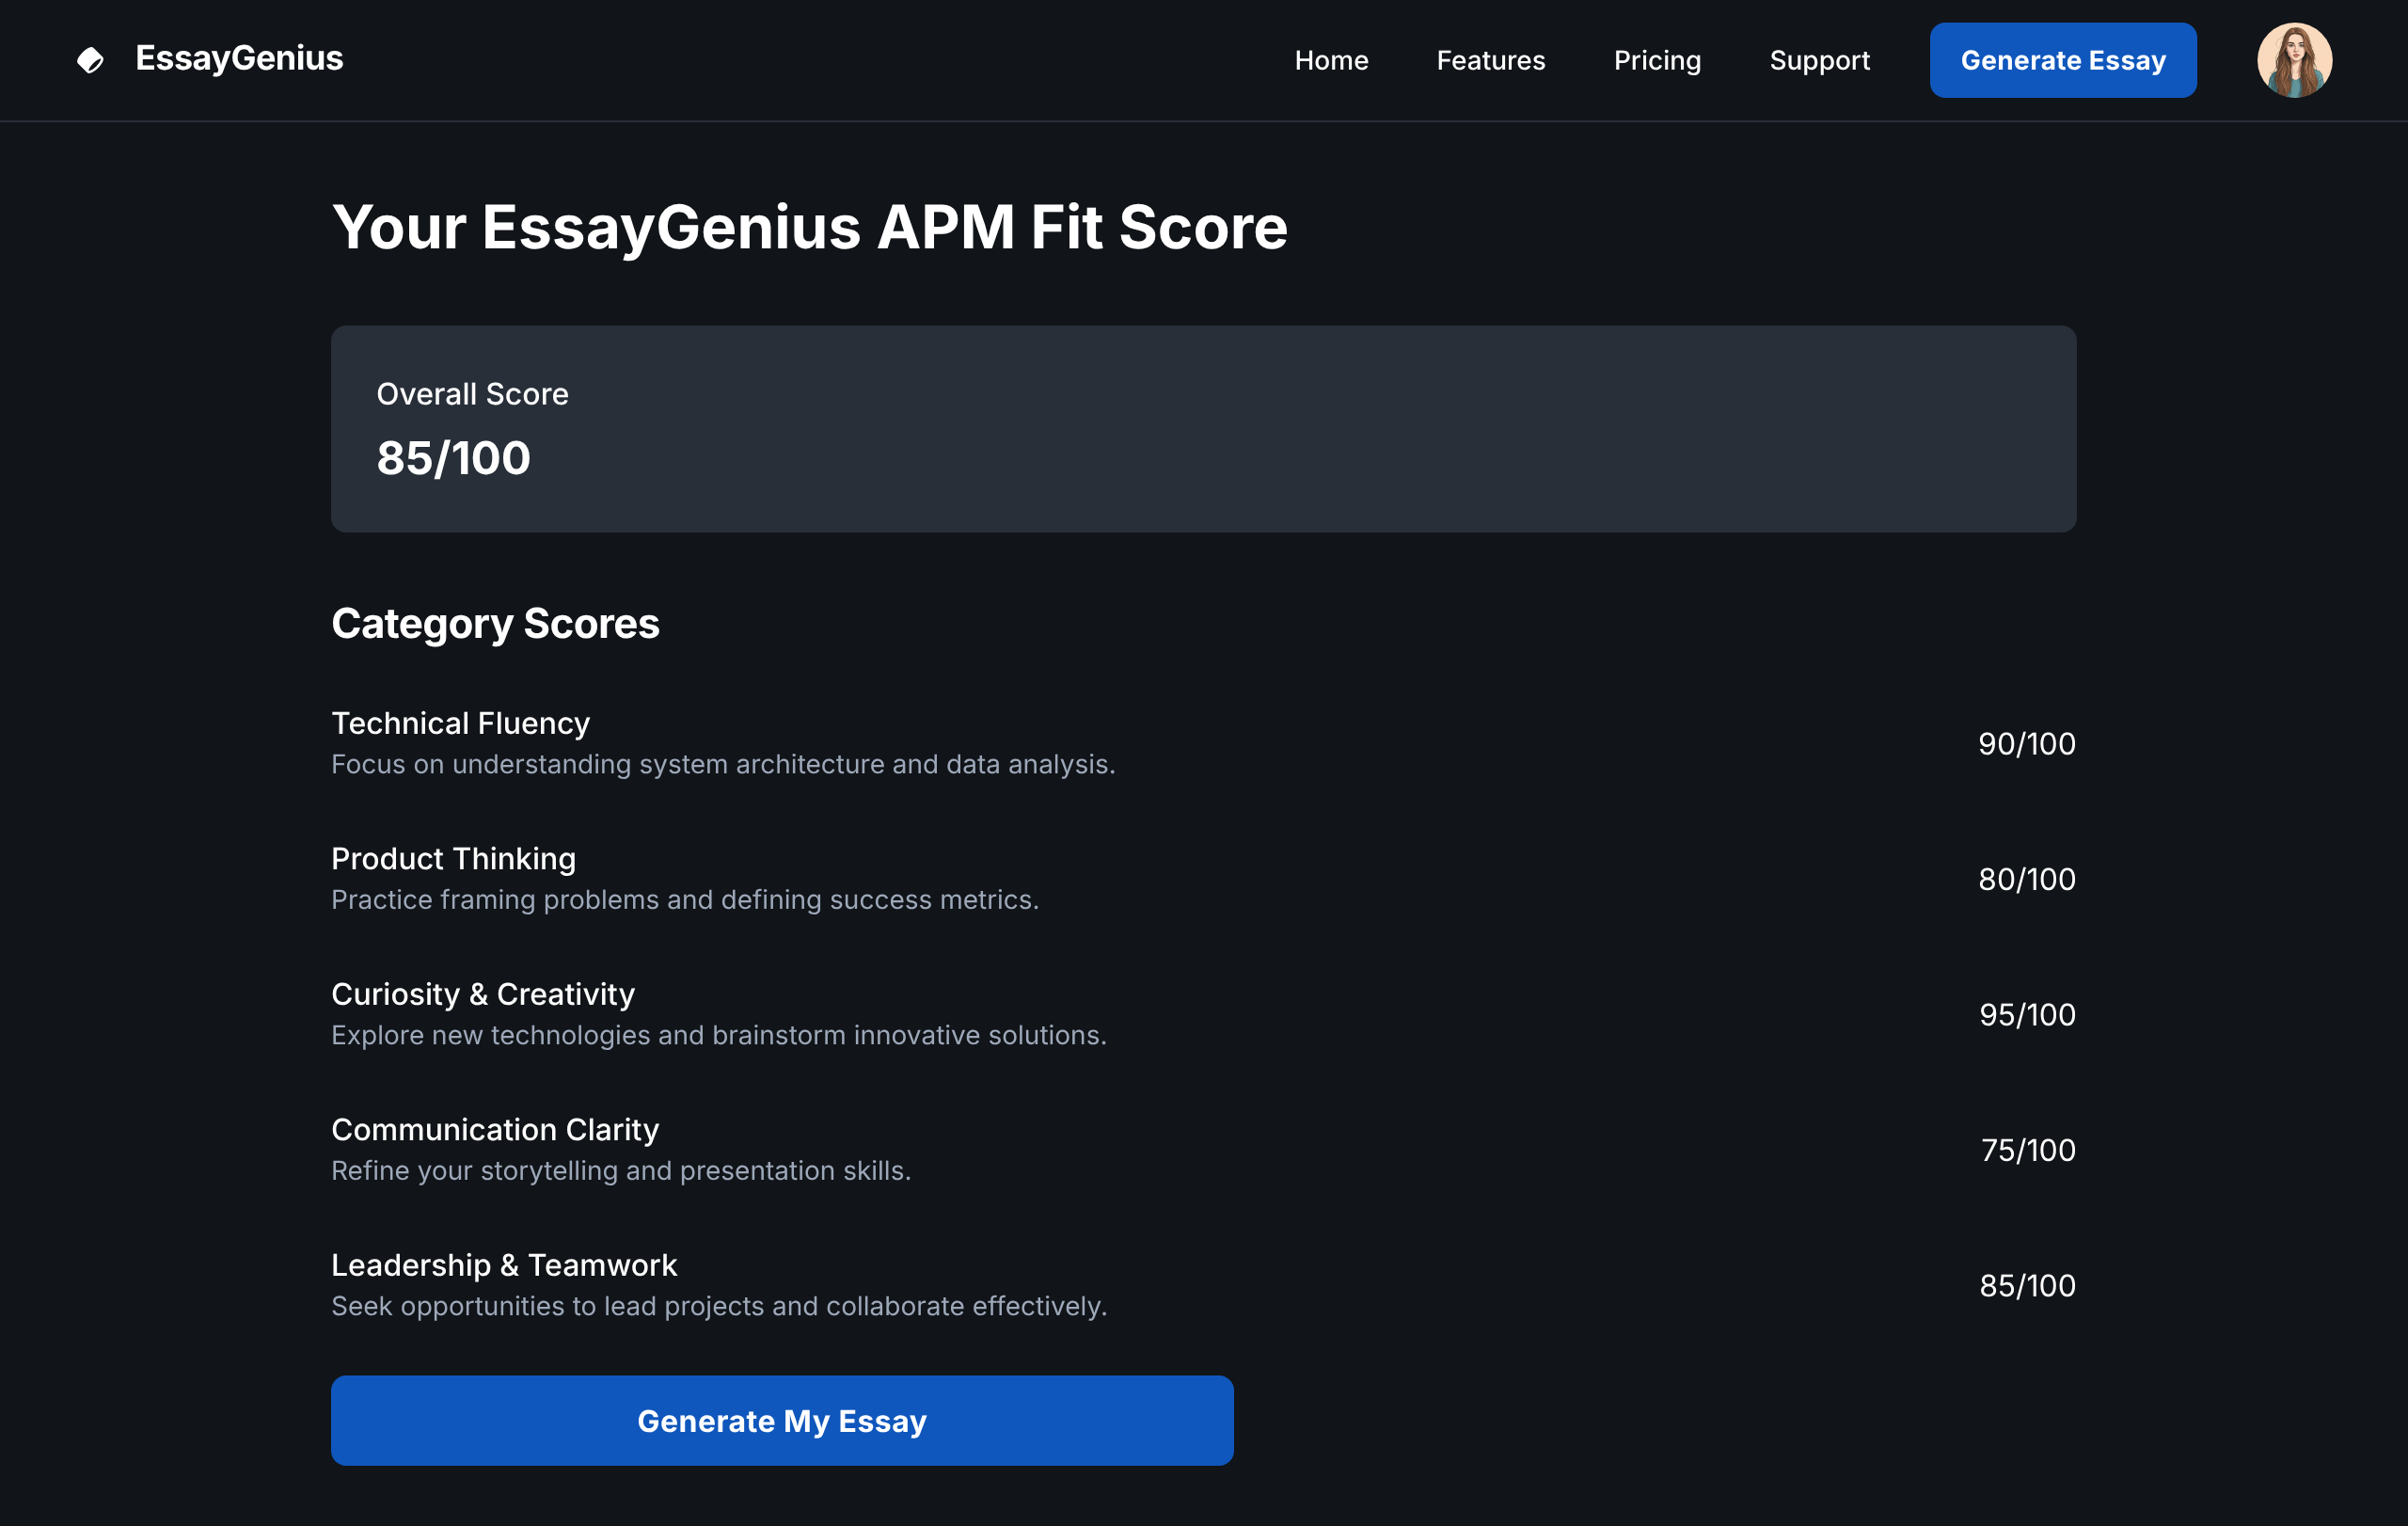 EssayGenius
Home
Features
Pricing
Support
Generate Essay
Your EssayGenius APM Fit Score
Overall Score
85/100
Category Scores
Technical Fluency
Focus on understanding system architecture and data analysis.
90/100
Product Thinking
Practice framing problems and defining success metrics.
80/100
Curiosity & Creativity
Explore new technologies and brainstorm innovative solutions.
95/100
Communication Clarity
Refine your storytelling and presentation skills.
75/100
Leadership & Teamwork
Seek opportunities to lead projects and collaborate effectively.
85/100
Generate My Essay